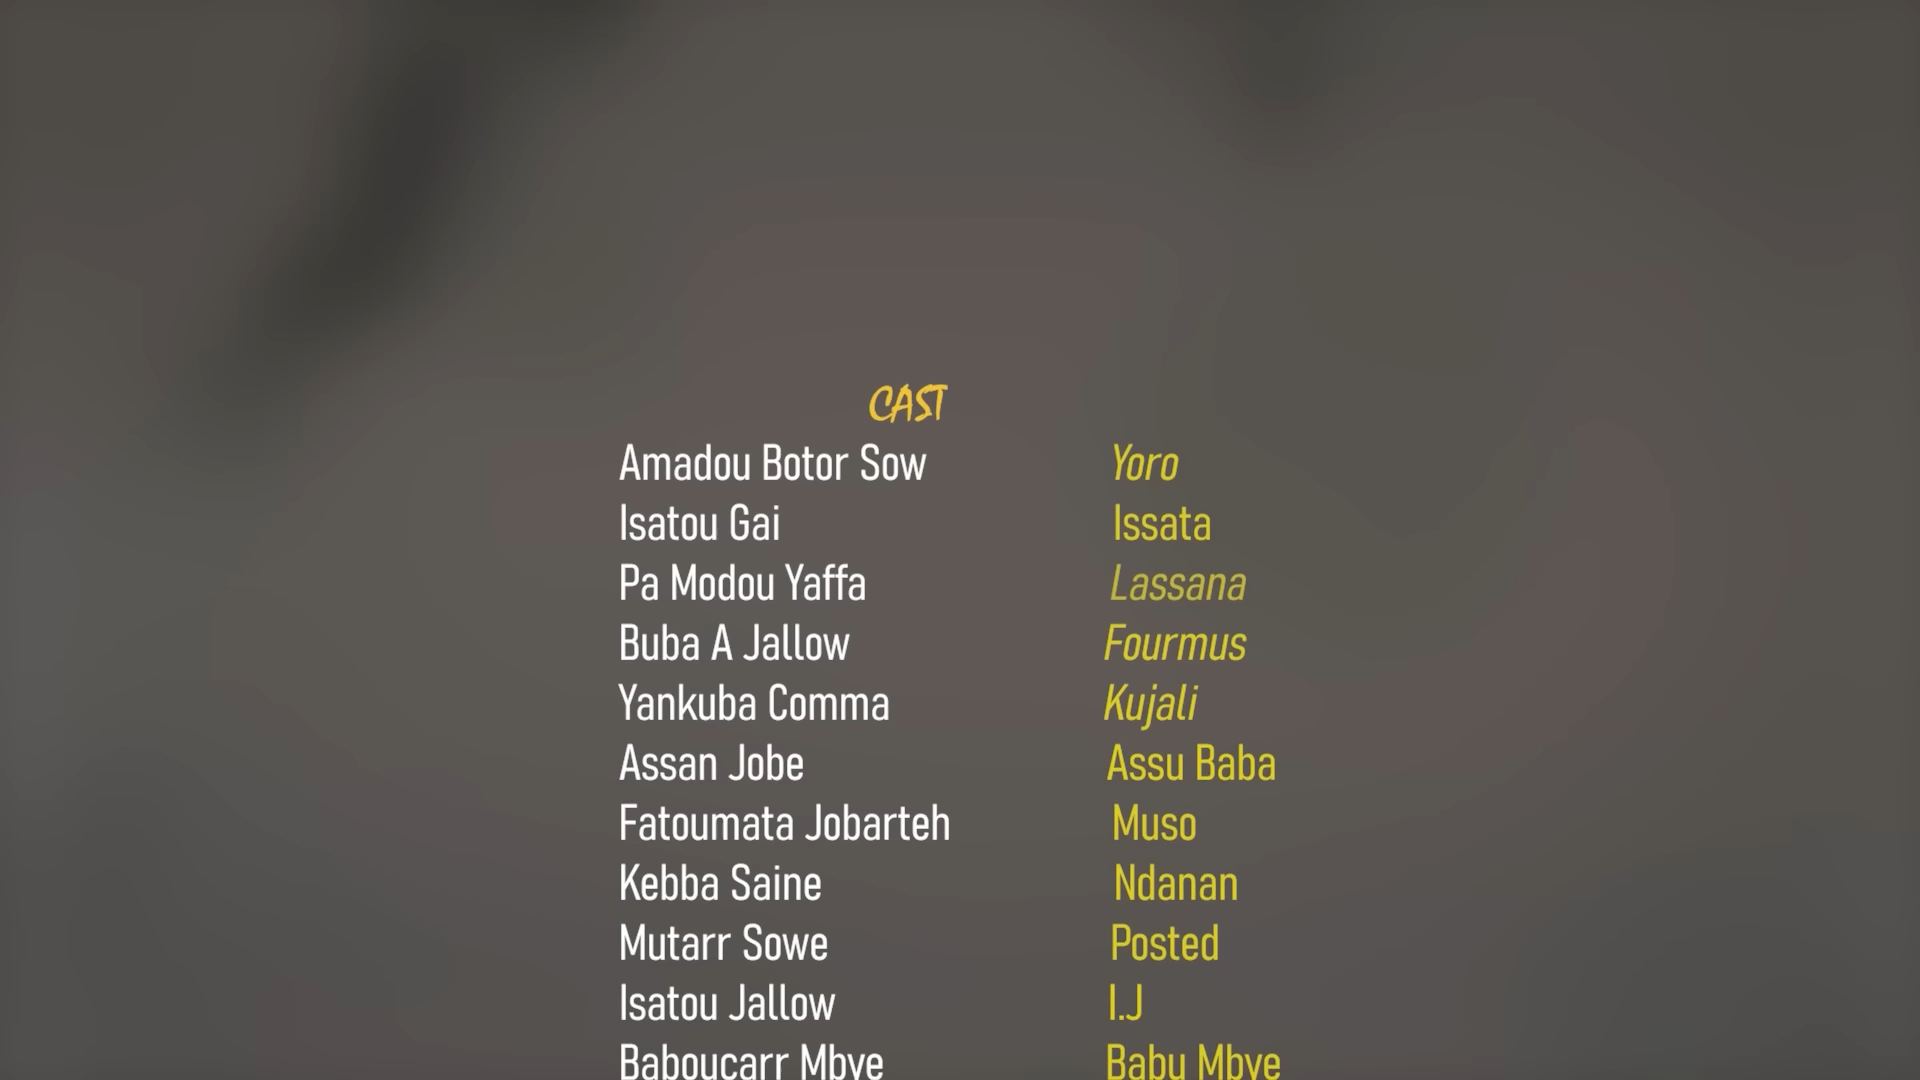 CAST
Amadou Botor Sow Yoro
Isatou Gai Issata
Pa Modou Yaffa Lassana
Buba A Jallow Fourmus
Yankuba Comma Kujali
Assan Jobe Assu Baba
Fatoumata Jobarteh Muso
Kebba Saine Ndanan
Mutarr Sowe Posted
Isatou Jallow I.J
Baboucarr Mbye Babu Mbye